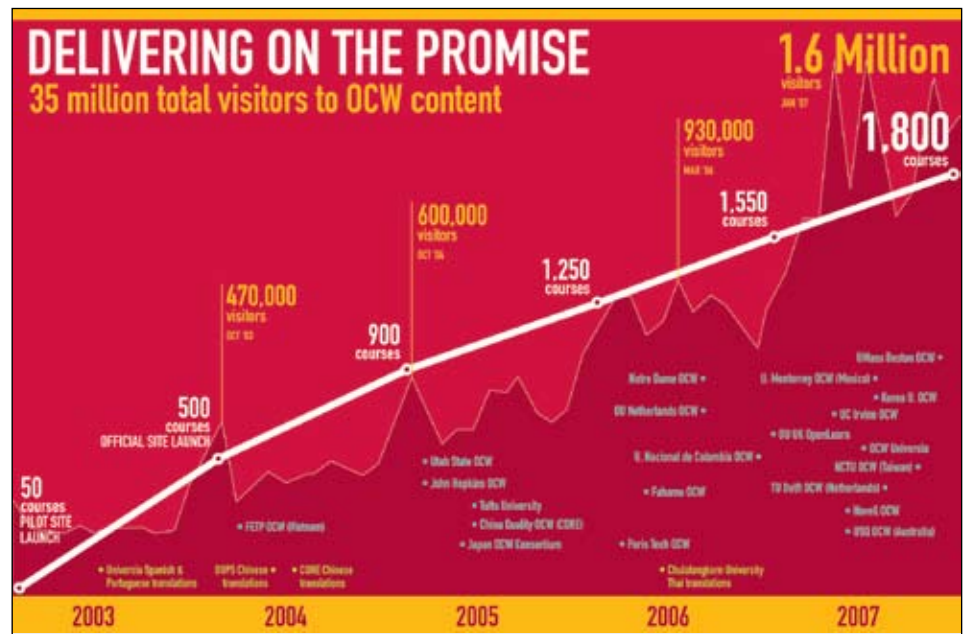 DELIVERING ON THE PROMISE
35 million total visitors to OCW content
1.6 Million
visitors
JAN '07
1,800
courses
930,000
visitors
MAR '06
1,550
courses
600,000
visitors
OCT '04
1,250
courses
470,000
visitors
OCT '03
900
courses
500
courses
OFFICIAL SITE LAUNCH
50
courses
PILOT SITE
LAUNCH
UMass Boston OCW
Notre Dame OCW
U. Monterrey OCW (Mexico)
Korea U. OCW
OU Netherlands OCW
UC Irvine OCW
OU UK OpenLearn
OCW Universia
Utah State OCW
U. Nacional de Colombia OCW
NCTU OCW (Taiwan)
John Hopkins OCW
Fahamu OCW
TU Delft OCW (Netherlands)
Tufts University
China Quality OCW (CORE)
FETP OCW (Vietnam)
Japan OCW Consortium
Paris Tech OCW
USQ OCW (Australia)
Universia Spanish &
Portuguese translations
OOPS Chinese
translations
CORE Chinese
translations
Chulalongkorn University
Thai translations
2003 2004 2005 2006 2007